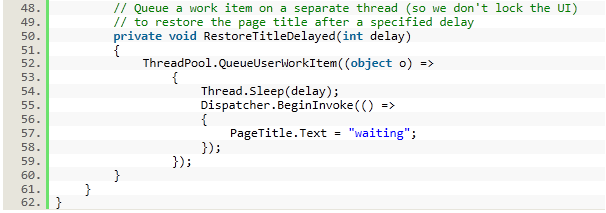 48. // Queue a work item on a separate thread (so we don't lock the UI)
49. // to restore the page title after a specified delay
50. private void RestoreTitleDelayed(int delay)
51. {
52. ThreadPool.QueueUserWorkItem((object o) =>
53. {
54. Thread.Sleep(delay);
55. Dispatcher.BeginInvoke(() =>
56. {
57. PageTitle.Text = "waiting";
58. });
59. });
60. }
61. }
62. }